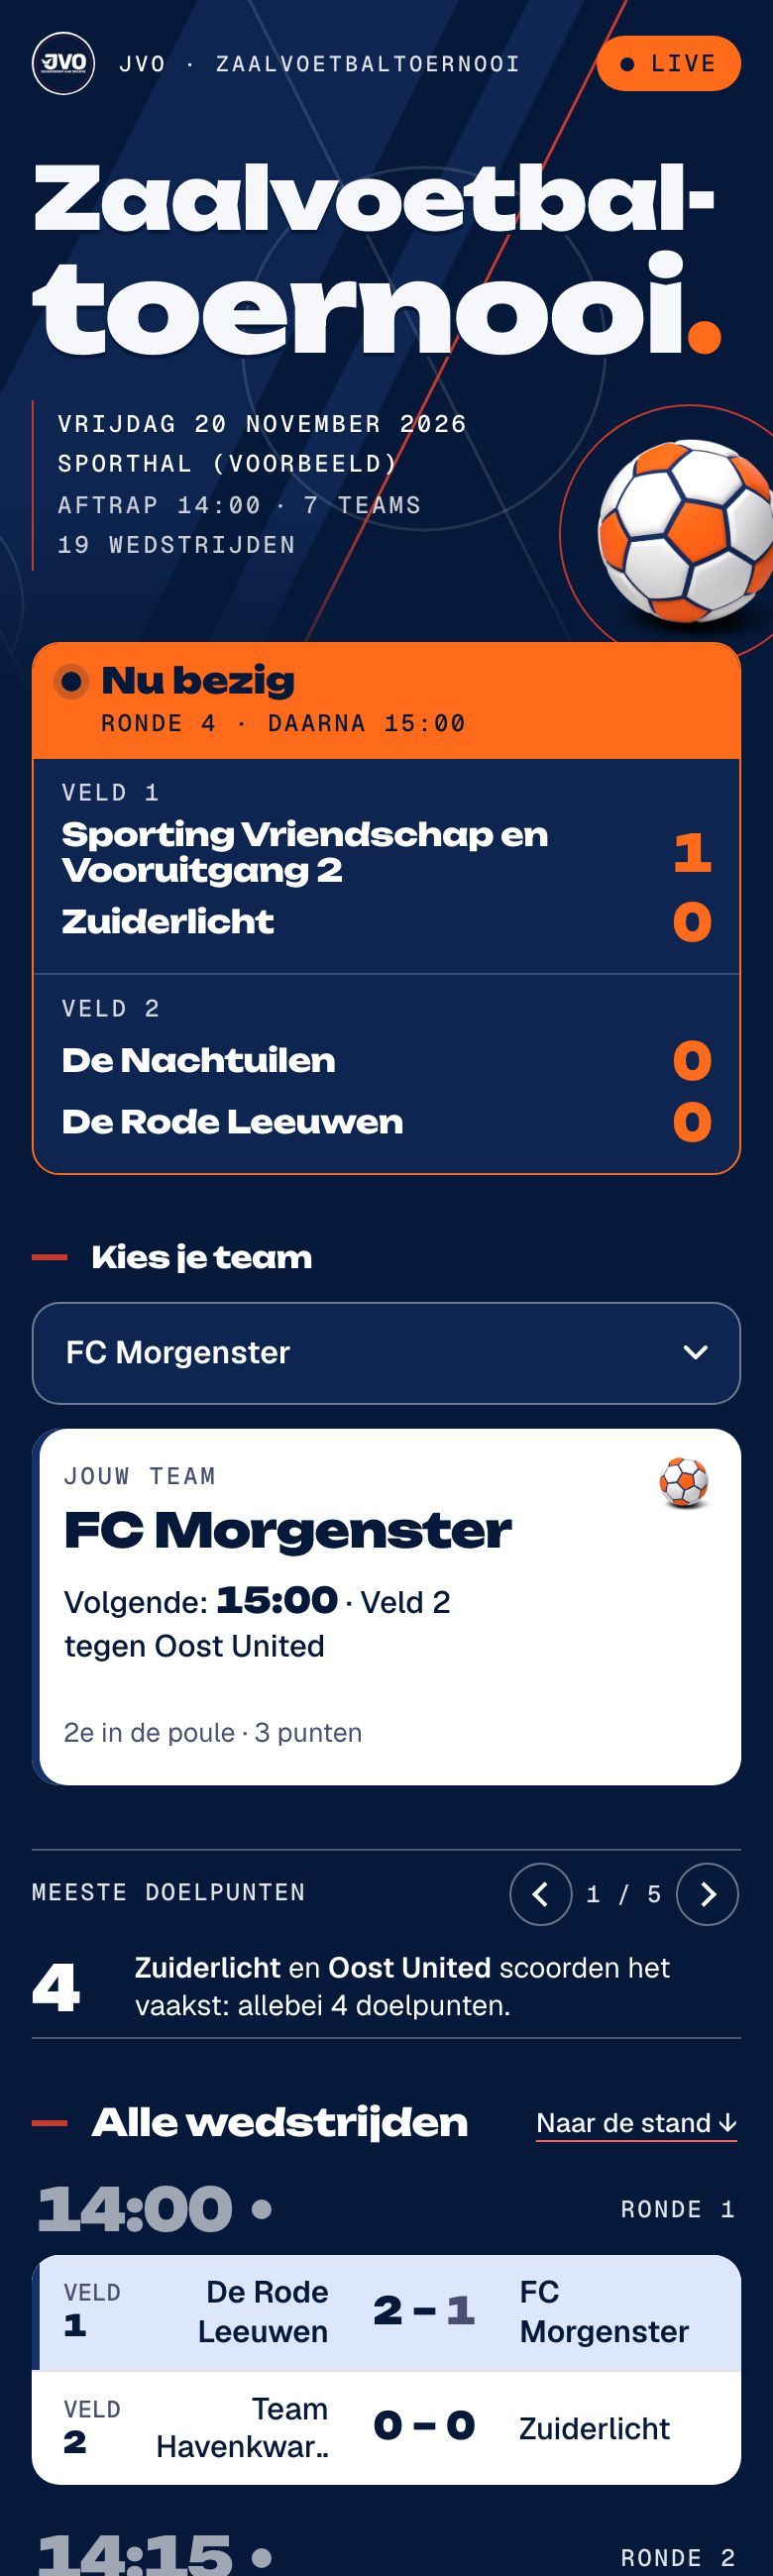 JVO
JVO · ZAALVOETBALTOERNOOI
LIVE
Zaalvoetbal-
toernooi.
VRIJDAG 20 NOVEMBER 2026
SPORTHAL (VOORBEELD)
AFTRAP 14:00 · 7 TEAMS
19 WEDSTRIJDEN
Nu bezig
RONDE 4 · DAARNA 15:00
VELD 1
Sporting Vriendschap en
Vooruitgang 2
1
Zuiderlicht
0
VELD 2
De Nachtuilen
0
De Rode Leeuwen
0
Kies je team
FC Morgenster
JOUW TEAM
FC Morgenster
Volgende: 15:00 · Veld 2
tegen Oost United
2e in de poule · 3 punten
MEESTE DOELPUNTEN
1 / 5
4
Zuiderlicht en Oost United scoorden het
vaakst: allebei 4 doelpunten.
Alle wedstrijden
Naar de stand ↓
14:00 •
RONDE 1
VELD
1
De Rode
Leeuwen
2 – 1
FC
Morgenster
VELD
2
Team
Havenkwar..
0 – 0
Zuiderlicht
14:15 •
RONDE 2